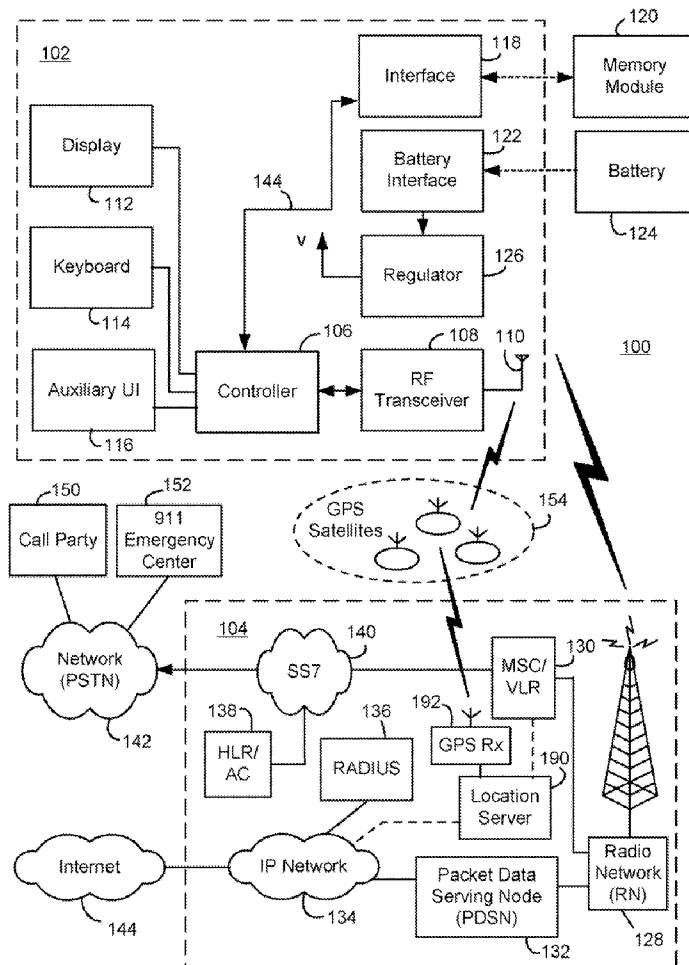 102
118
120
Interface
Memory
Module
Display
112
144
122
Battery
Interface
Battery
124
Keyboard
114
V
Regulator
126
106
108
110
100
Auxiliary UI
116
Controller
RF
Transceiver
150
152
Call Party
911
Emergency
Center
GPS
Satellites
154
104
140
130
Network
(PSTN)
142
SS7
MSC/
VLR
138
136
192
HLR/
AC
RADIUS
GPS Rx
190
Location
Server
Internet
144
IP Network
134
Packet Data
Serving Node
(PDSN)
132
Radio
Network
(RN)
128